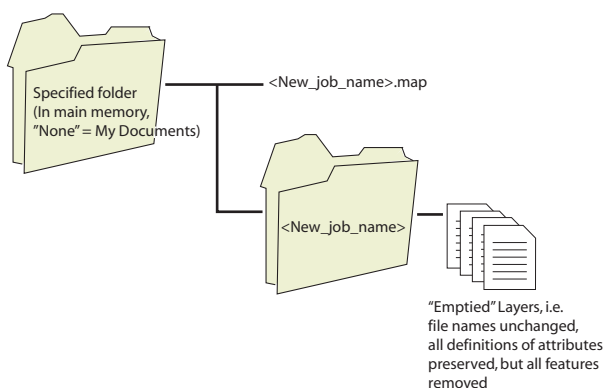 Specified folder
(In main memory,
"None" = My Documents)
<New_job_name>.map
<New_job_name>
"Emptied" Layers, i.e.
file names unchanged,
all definitions of attributes
preserved, but all features
removed